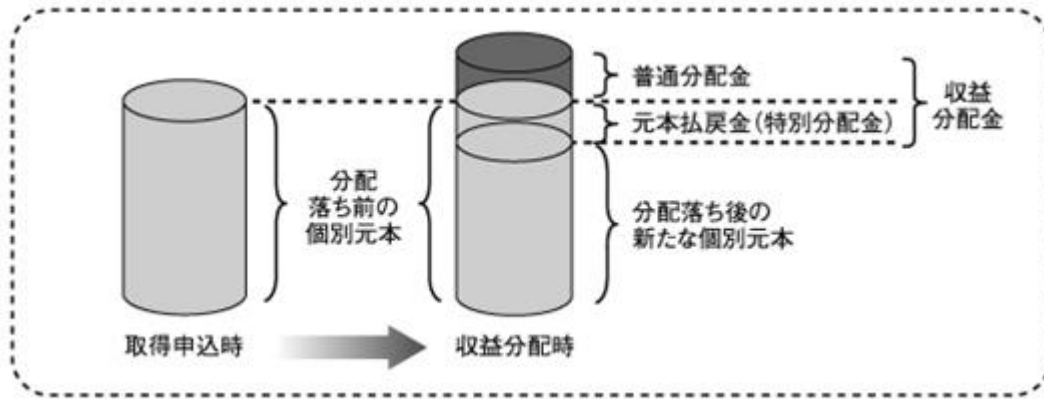 普通分配金
元本払戻金(特別分配金)
収益
分配金
分配
落ち前の
個別元本
分配落ち後の
新たな個別元本
取得申込時
収益分配時